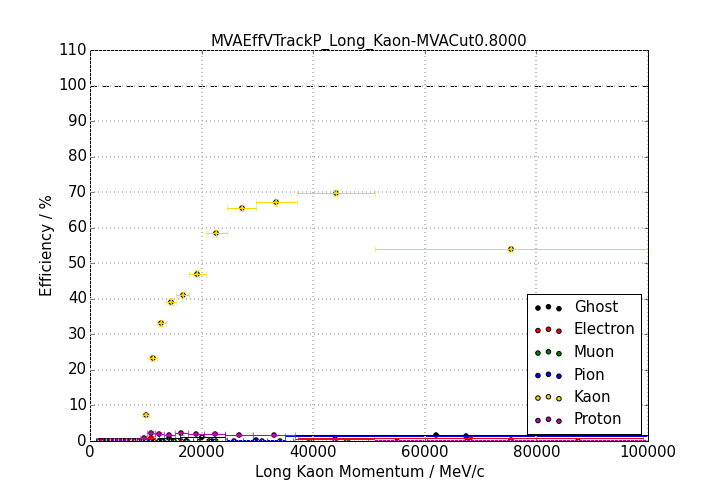 MVAEffVTrackP_Long_Kaon-MVACut0.8000
110
100
90
80
70
60
50
40
30
20
10
0
Efficiency / %
Ghost
Electron
Muon
Pion
Kaon
Proton
0 20000 40000 60000 80000 100000
Long Kaon Momentum / MeV/c